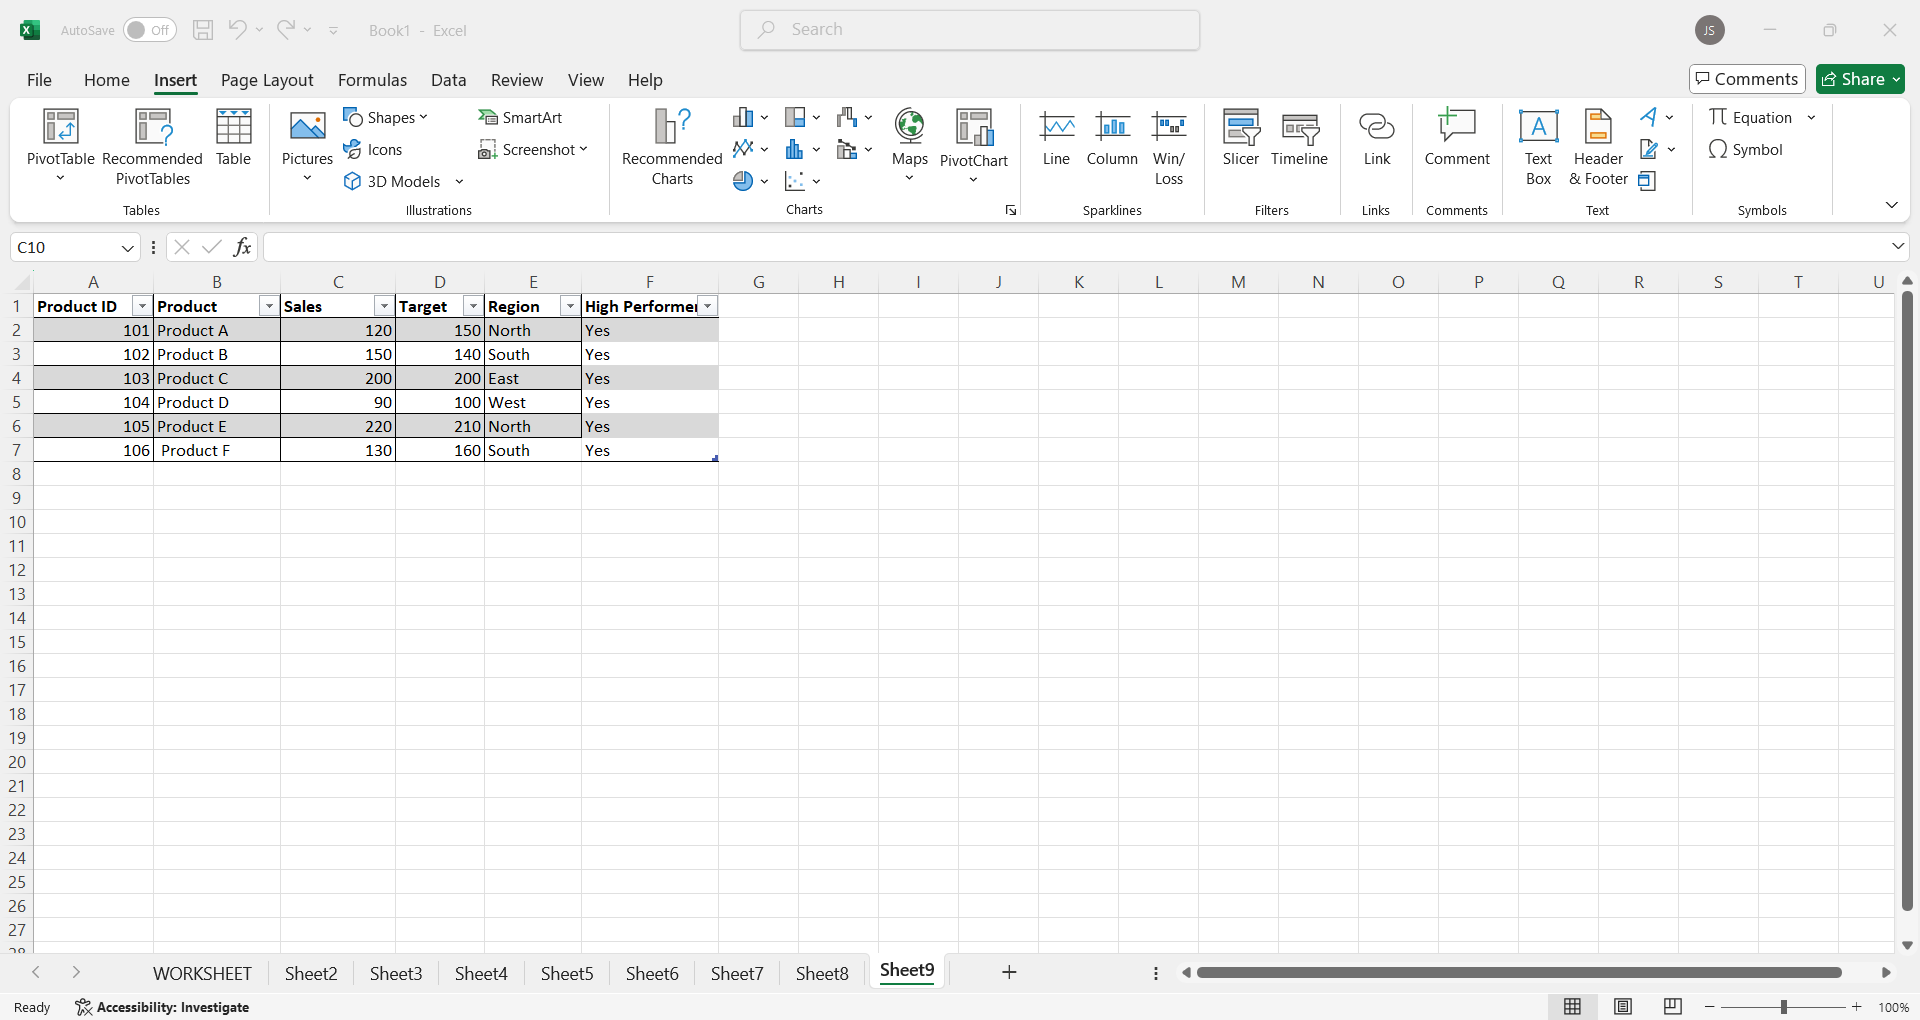 AutoSave Off Book1 - Excel Search JS
File Home Insert Page Layout Formulas Data Review View Help Comments Share
PivotTable Recommended PivotTables Table
Tables
Pictures Shapes Icons 3D Models SmartArt Screenshot
Illustrations
Recommended Charts Maps PivotChart
Charts
Line Column Win/ Loss
Sparklines
Slicer Timeline
Filters
Link
Links
Comment
Comments
Text Box Header & Footer
Text
Equation Symbol
Symbols
C10 fx
A B C D E F G H I J K L M N O P Q R S T U
1 Product ID Product Sales Target Region High Performer
2 101 Product A 120 150 North Yes
3 102 Product B 150 140 South Yes
4 103 Product C 200 200 East Yes
5 104 Product D 90 100 West Yes
6 105 Product E 220 210 North Yes
7 106 Product F 130 160 South Yes
8
9
10
11
12
13
14
15
16
17
18
19
20
21
22
23
24
25
26
27
28
WORKSHEET Sheet2 Sheet3 Sheet4 Sheet5 Sheet6 Sheet7 Sheet8 Sheet9
Ready Accessibility: Investigate 100%